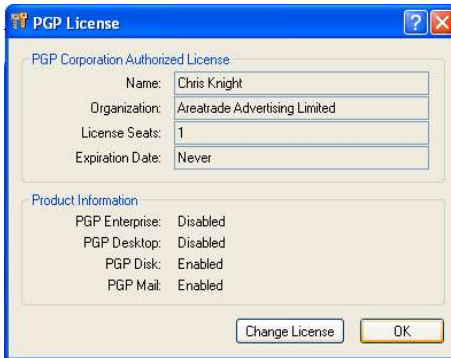 PGP License
PGP Corporation Authorized License
Name: Chris Knight
Organization: Areatrade Advertising Limited
License Seats: 1
Expiration Date: Never
Product Information
PGP Enterprise: Disabled
PGP Desktop: Disabled
PGP Disk: Enabled
PGP Mail: Enabled
Change License OK